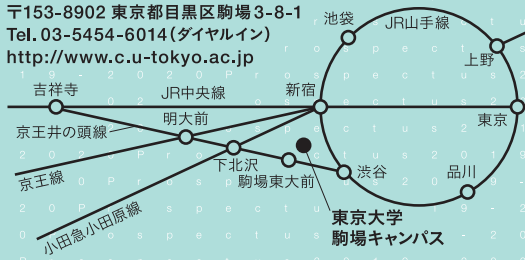 〒153-8902 東京都目黒区駒場3-8-1
Tel.03-5454-6014(ダイヤルイン)
http://www.c.u-tokyo.ac.jp
池袋
JR山手線
上野
吉祥寺
JR中央線
新宿
東京
京王井の頭線
明大前
下北沢
駒場東大前
渋谷
品川
京王線
小田急小田原線
東京大学
駒場キャンパス